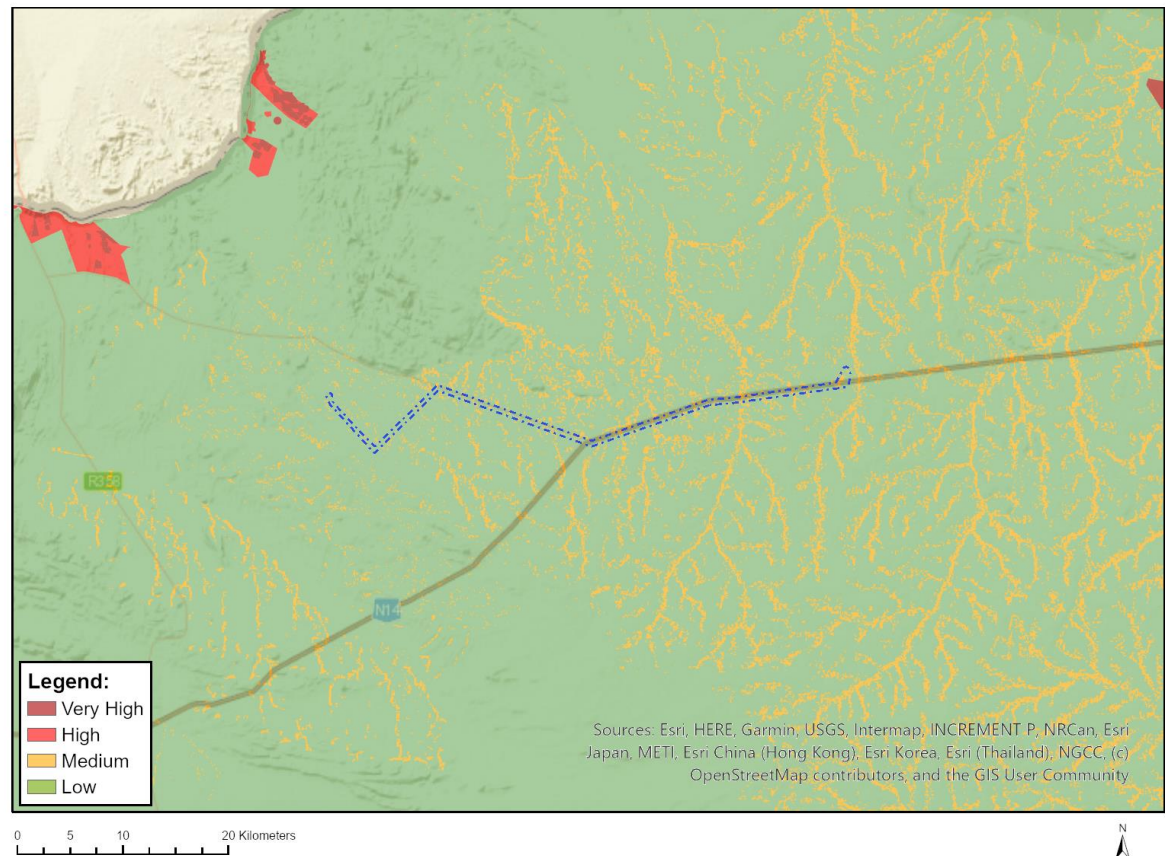 R358
N14
Legend:
Very High
High
Medium
Low
Sources: Esri, HERE, Garmin, USGS, Intermap, INCREMENT P, NRCan, Esri
Japan, METI, Esri China (Hong Kong), Esri Korea, Esri (Thailand), NGCC, (c)
OpenStreetMap contributors, and the GIS User Community
0 5 10 20 Kilometers
N